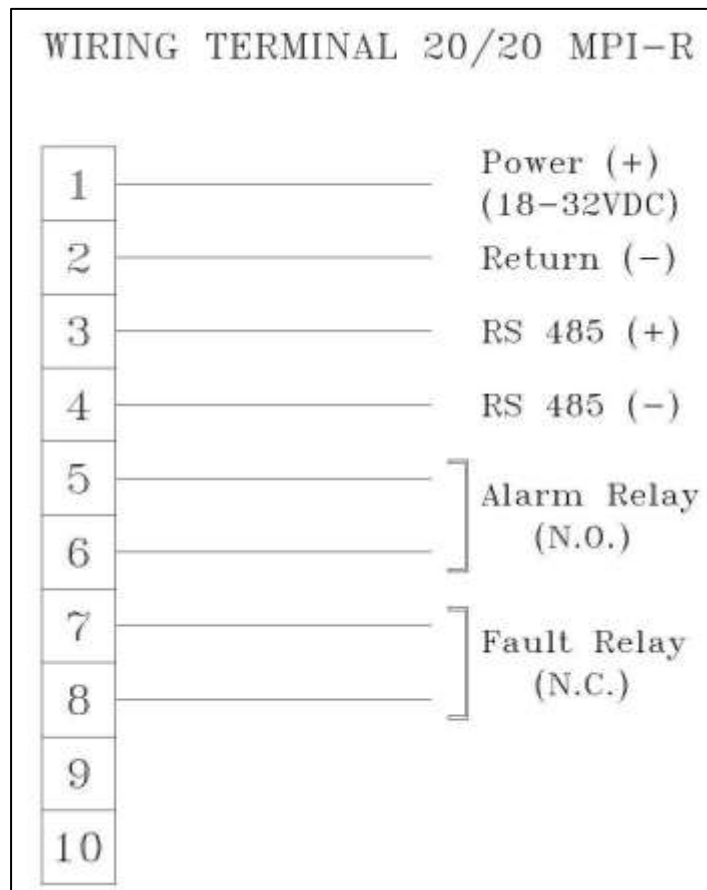 WIRING TERMINAL 20/20 MPI-R
1
Power (+)
(18-32VDC)
2
Return (-)
3
RS 485 (+)
4
RS 485 (-)
5
6
Alarm Relay
(N.O.)
7
8
Fault Relay
(N.C.)
9
10